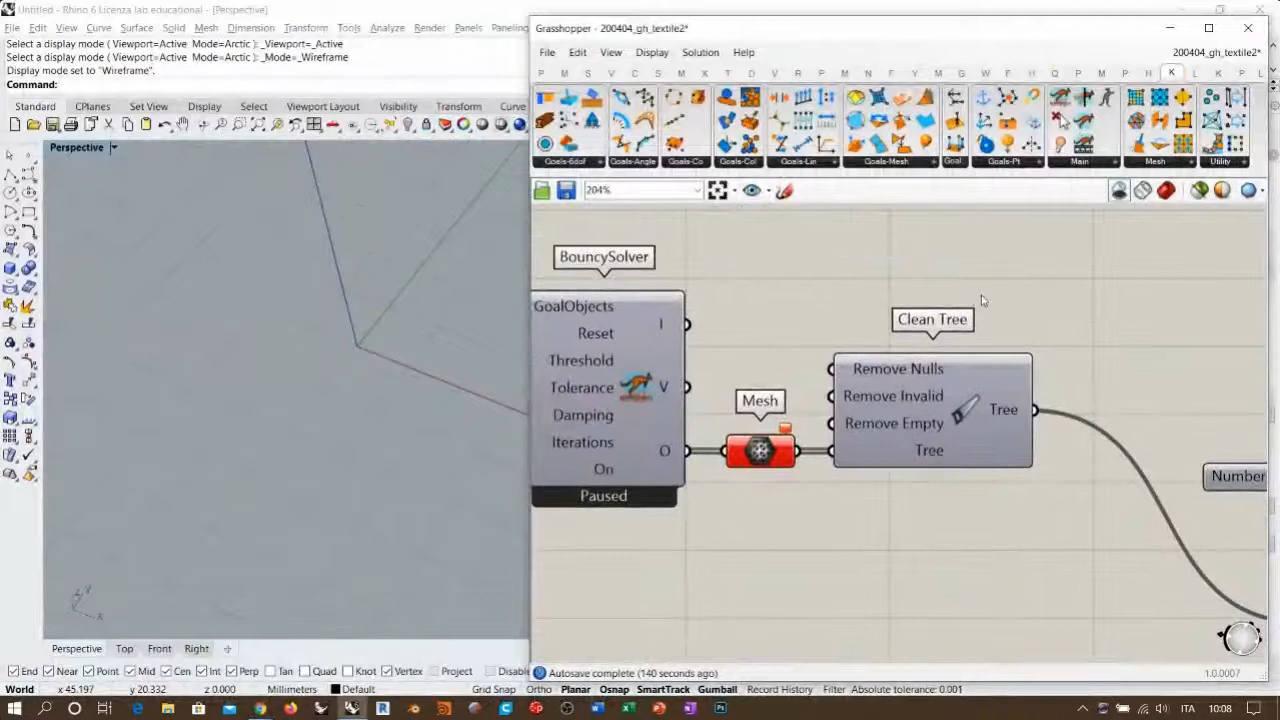 Untitled - Rhino 6 Licenza lab educational - [Perspective]
File Edit View Curve Surface Solid Mesh Dimension Transform Tools Analyze Render Panels
Select a display mode ( Viewport=Active Mode=Arctic ): _Viewport=_Active
Select a display mode ( Viewport=Active Mode=Arctic ): _Mode=_Wireframe
Display mode set to "Wireframe".
Command:
Standard CPlanes Set View Display Select Viewport Layout Visibility Transform Curve
Perspective
Grasshopper - 200404_gh_textile2*
File Edit View Display Solution Help 200404_gh_textile2*
P M S V C S M X T D V R M N F H M G W K E H O Q P M P H K L K P L
Goals-6dof Goals-Angle Goals-Co Goals-Col Goals-Lin Goals-Mesh Goal Goals-Pt Main Mesh Utility
204%
BouncySolver
GoalObjects
Reset
Threshold
Tolerance
Damping
Iterations
On
I
V
O
Paused
Mesh
Clean Tree
Remove Nulls
Remove Invalid
Remove Empty
Tree
Tree
Number
Autosave complete (140 seconds ago) 1.0.0007
Perspective Top Front Right
End Near Point Mid Cen Int Perp Tan Quad Knot Vertex Project
World x 45.197 y 20.332 z 0.000 Millimeters Default Grid Snap Ortho Planar Osnap SmartTrack Gumball Record History Filter Absolute tolerance: 0.001
ITA 10:08